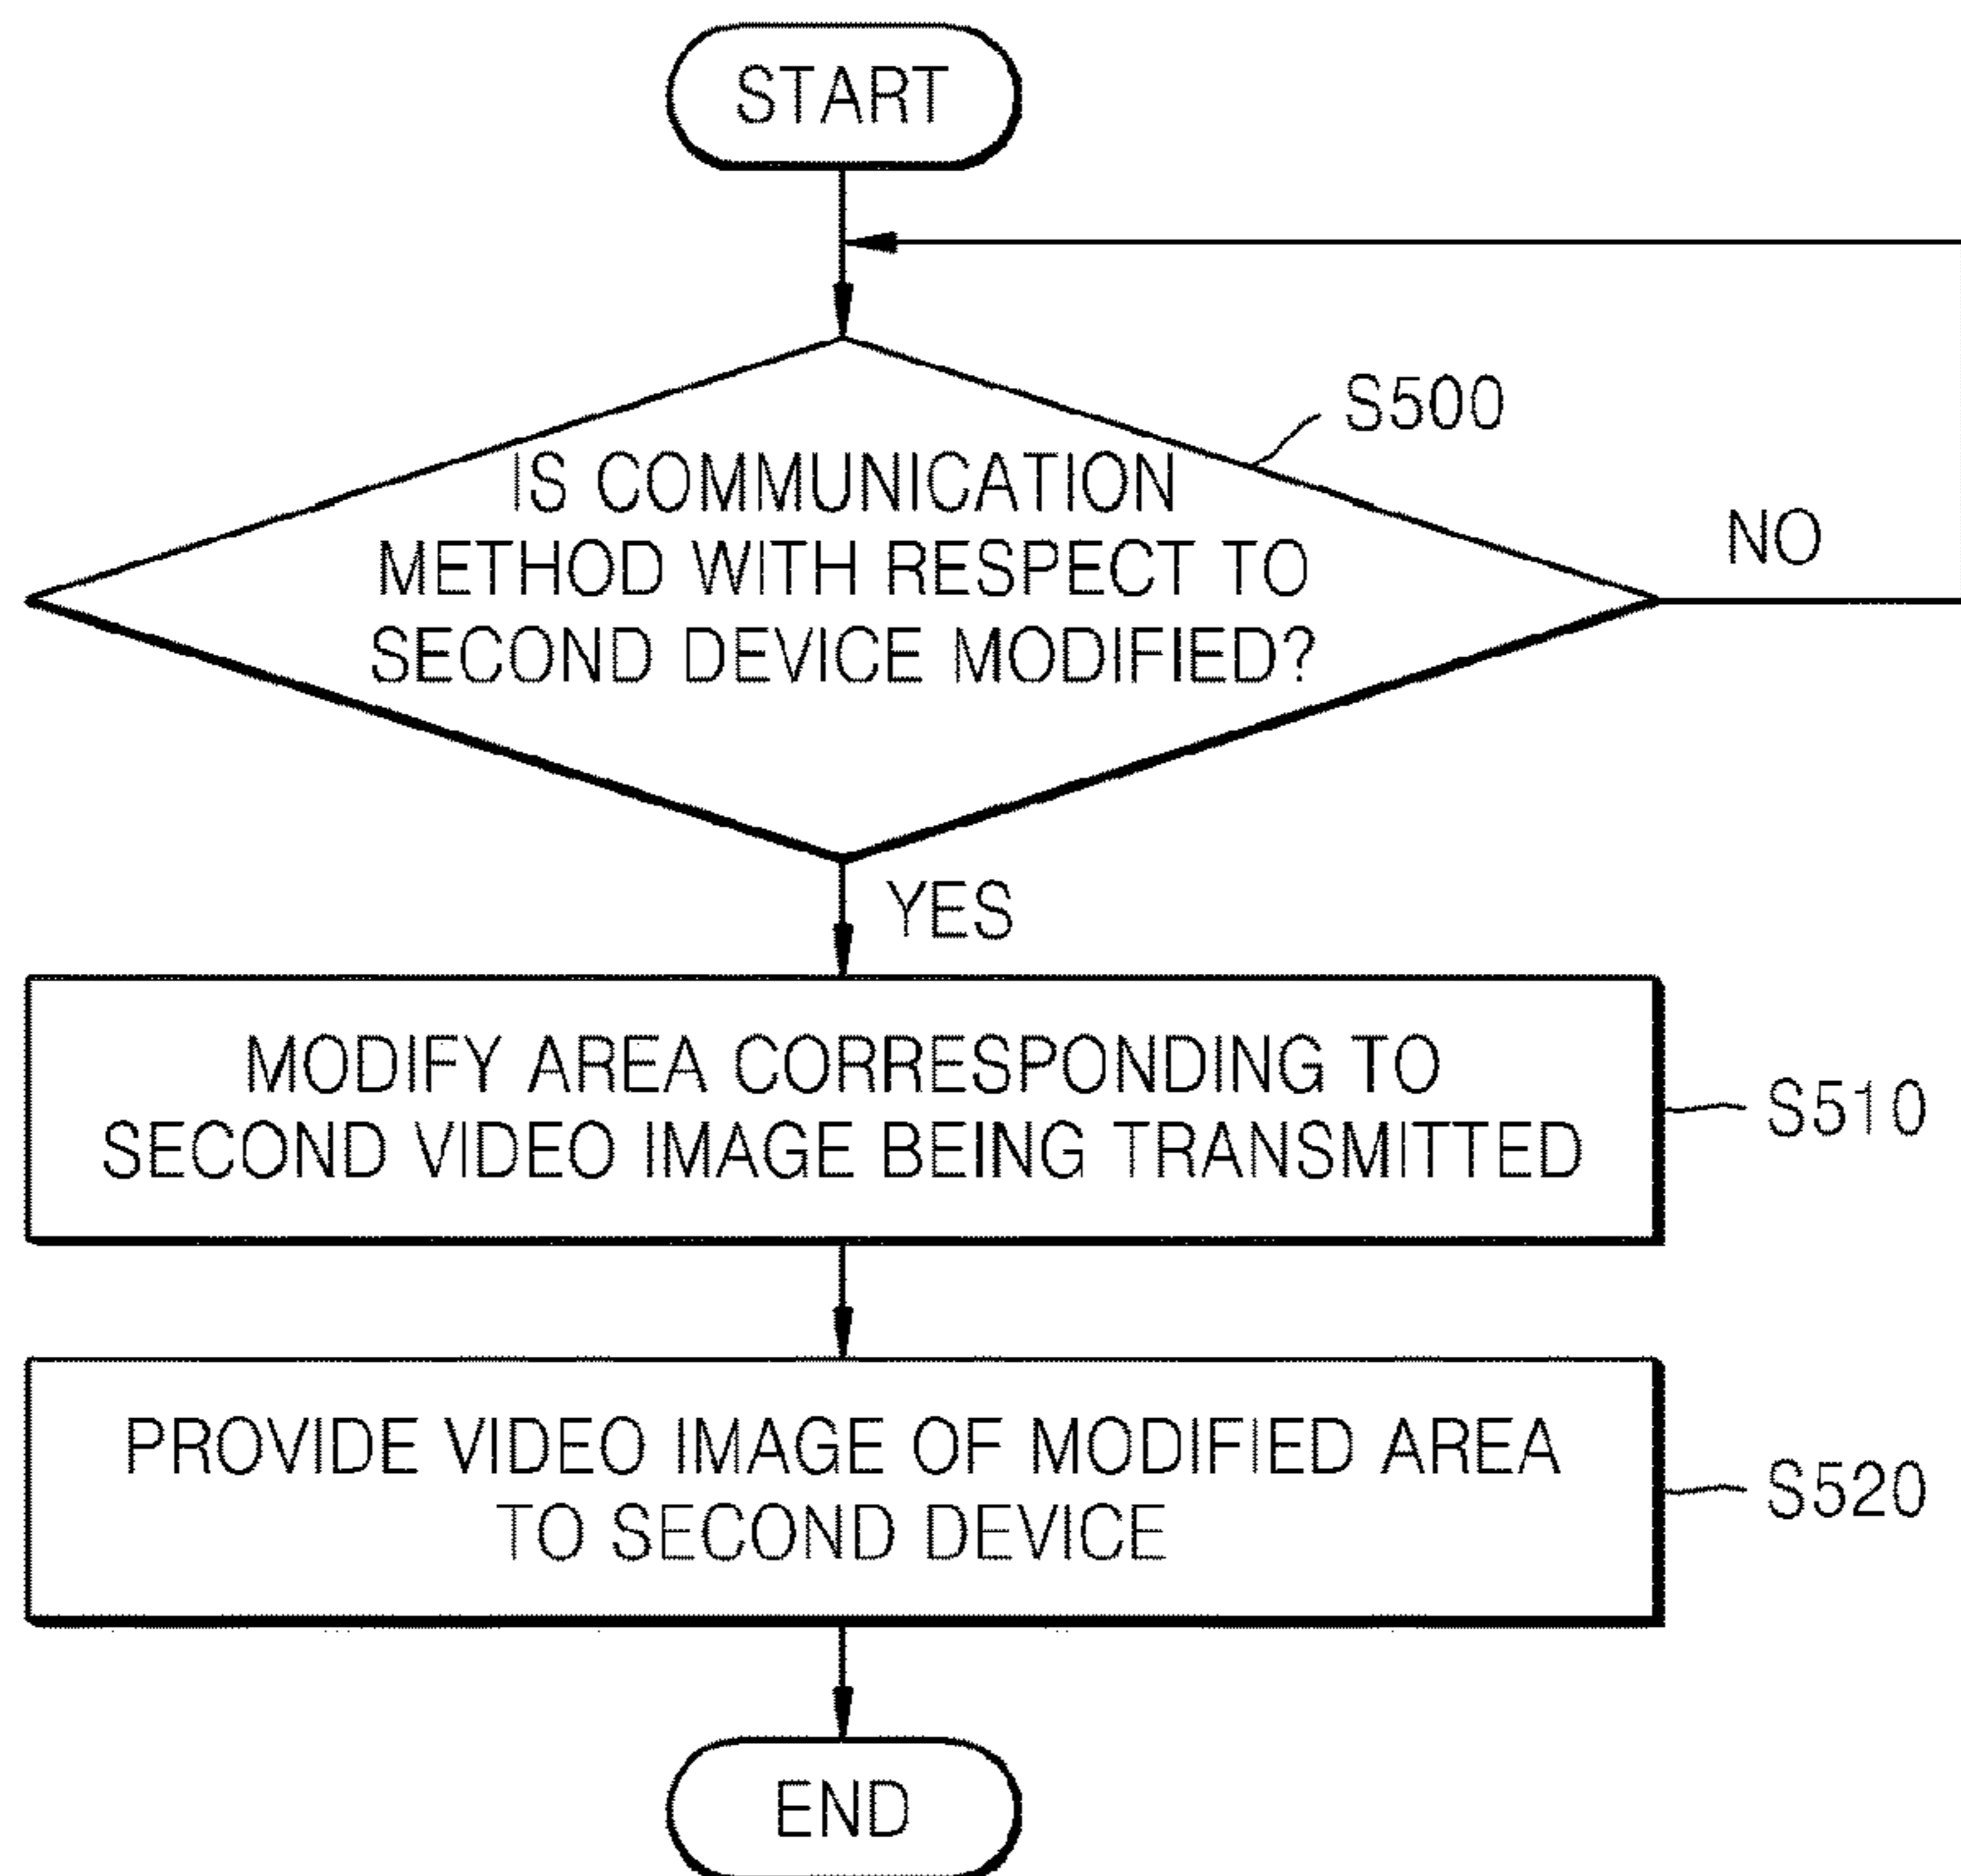 START
S500
IS COMMUNICATION
METHOD WITH RESPECT TO
SECOND DEVICE MODIFIED?
NO
YES
MODIFY AREA CORRESPONDING TO
SECOND VIDEO IMAGE BEING TRANSMITTED
S510
PROVIDE VIDEO IMAGE OF MODIFIED AREA
TO SECOND DEVICE
S520
END